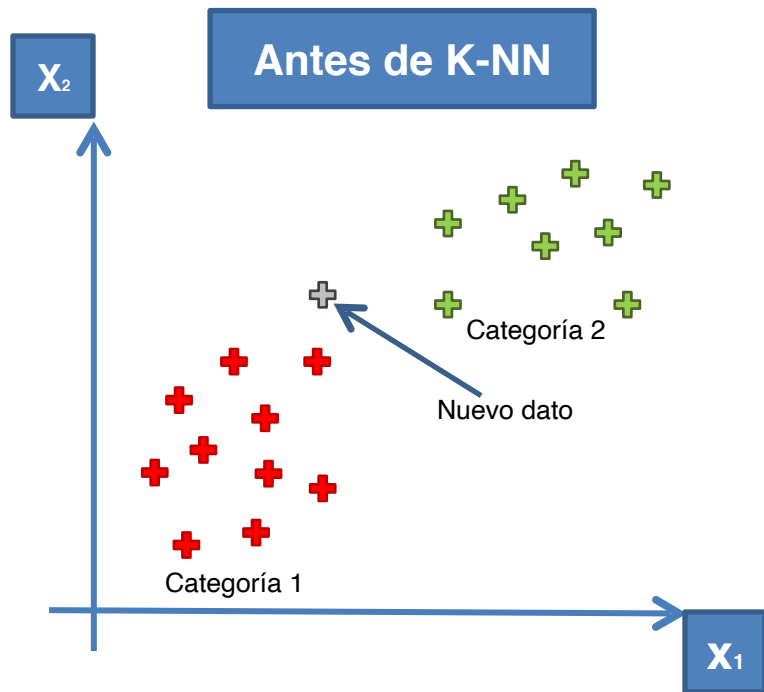 Antes de K-NN
X₂
Categoría 2
Nuevo dato
Categoría 1
X₁